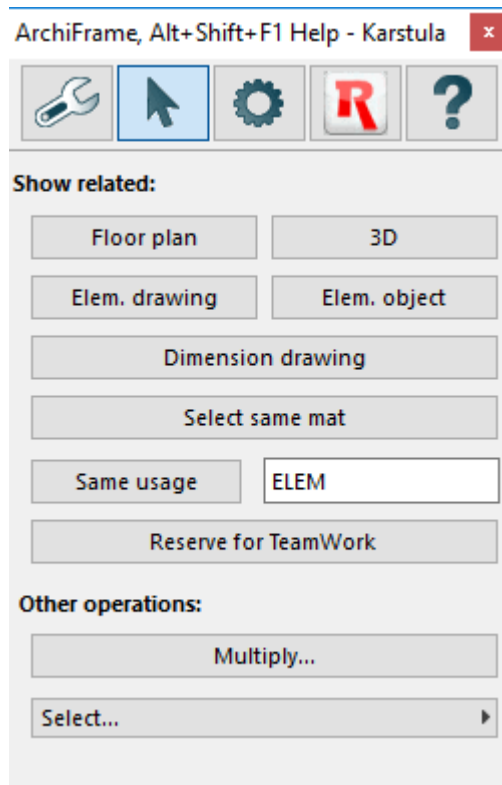 ArchiFrame, Alt+Shift+F1 Help - Karstula x
R ?
Show related:
Floor plan 3D
Elem. drawing Elem. object
Dimension drawing
Select same mat
Same usage ELEM
Reserve for TeamWork
Other operations:
Multiply...
Select...